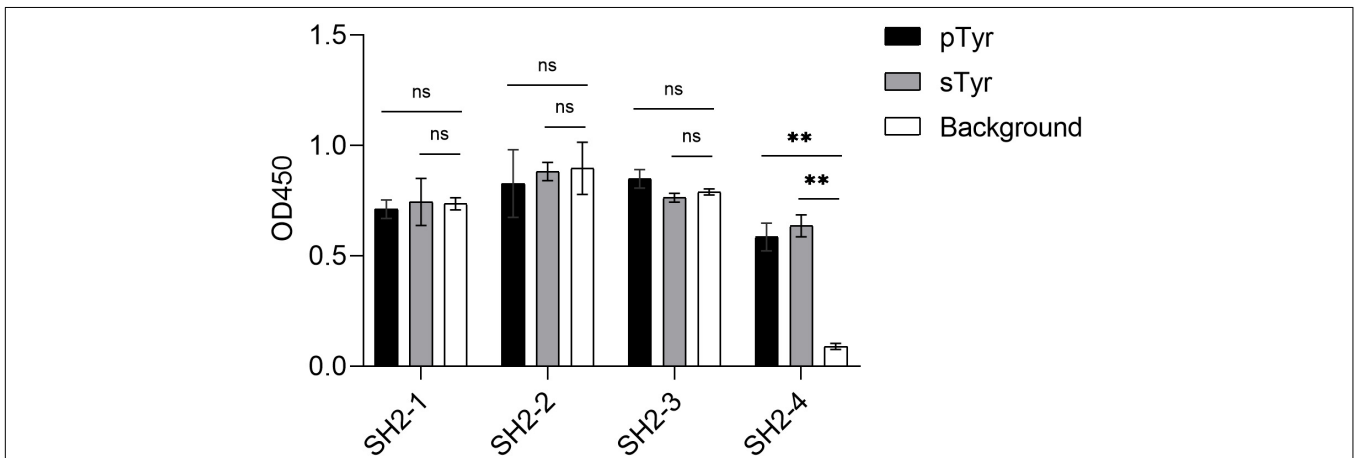 1.5
1.0
0.5
0.0
OD450
ns
ns
ns
ns
ns
ns
**
**
SH2-1
SH2-2
SH2-3
SH2-4
pTyr
sTyr
Background